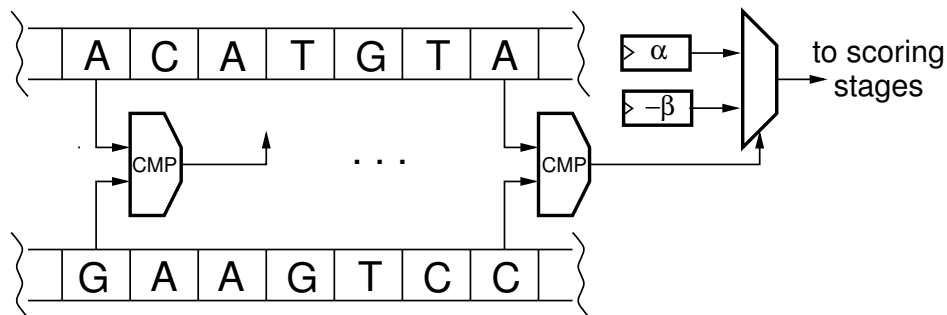 A C A T G T A
α
−β
to scoring
stages
CMP
. . .
CMP
G A A G T C C